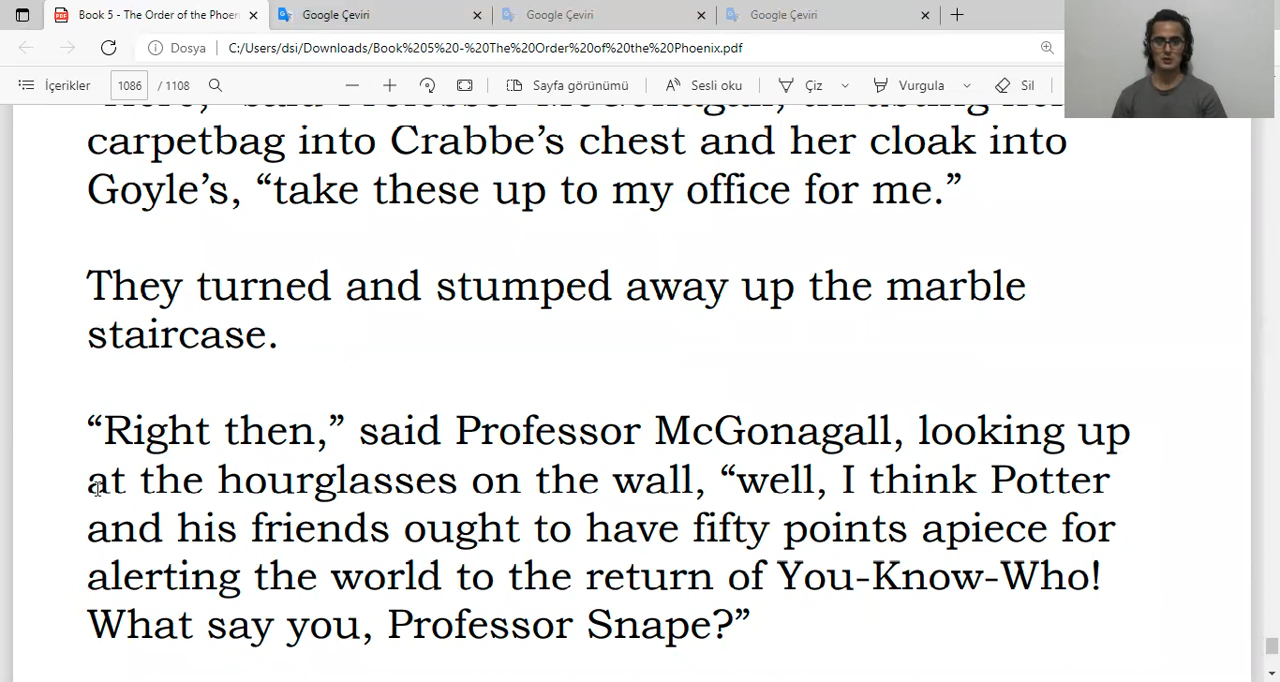 Book 5 - The Order of the Phoen
Google Çeviri
Google Çeviri
Google Çeviri
Dosya
C:/Users/dsi/Downloads/Book%205%20-%20The%20Order%20of%20the%20Phoenix.pdf
İçerikler
1086 / 1108
Sayfa görünümü
Sesli oku
Çiz
Vurgula
Sil
said Professor McGonagall,
carpetbag into Crabbe’s chest and her cloak into
Goyle’s, “take these up to my office for me.”
They turned and stumped away up the marble
staircase.
“Right then,” said Professor McGonagall, looking up
at the hourglasses on the wall, “well, I think Potter
and his friends ought to have fifty points apiece for
alerting the world to the return of You-Know-Who!
What say you, Professor Snape?”